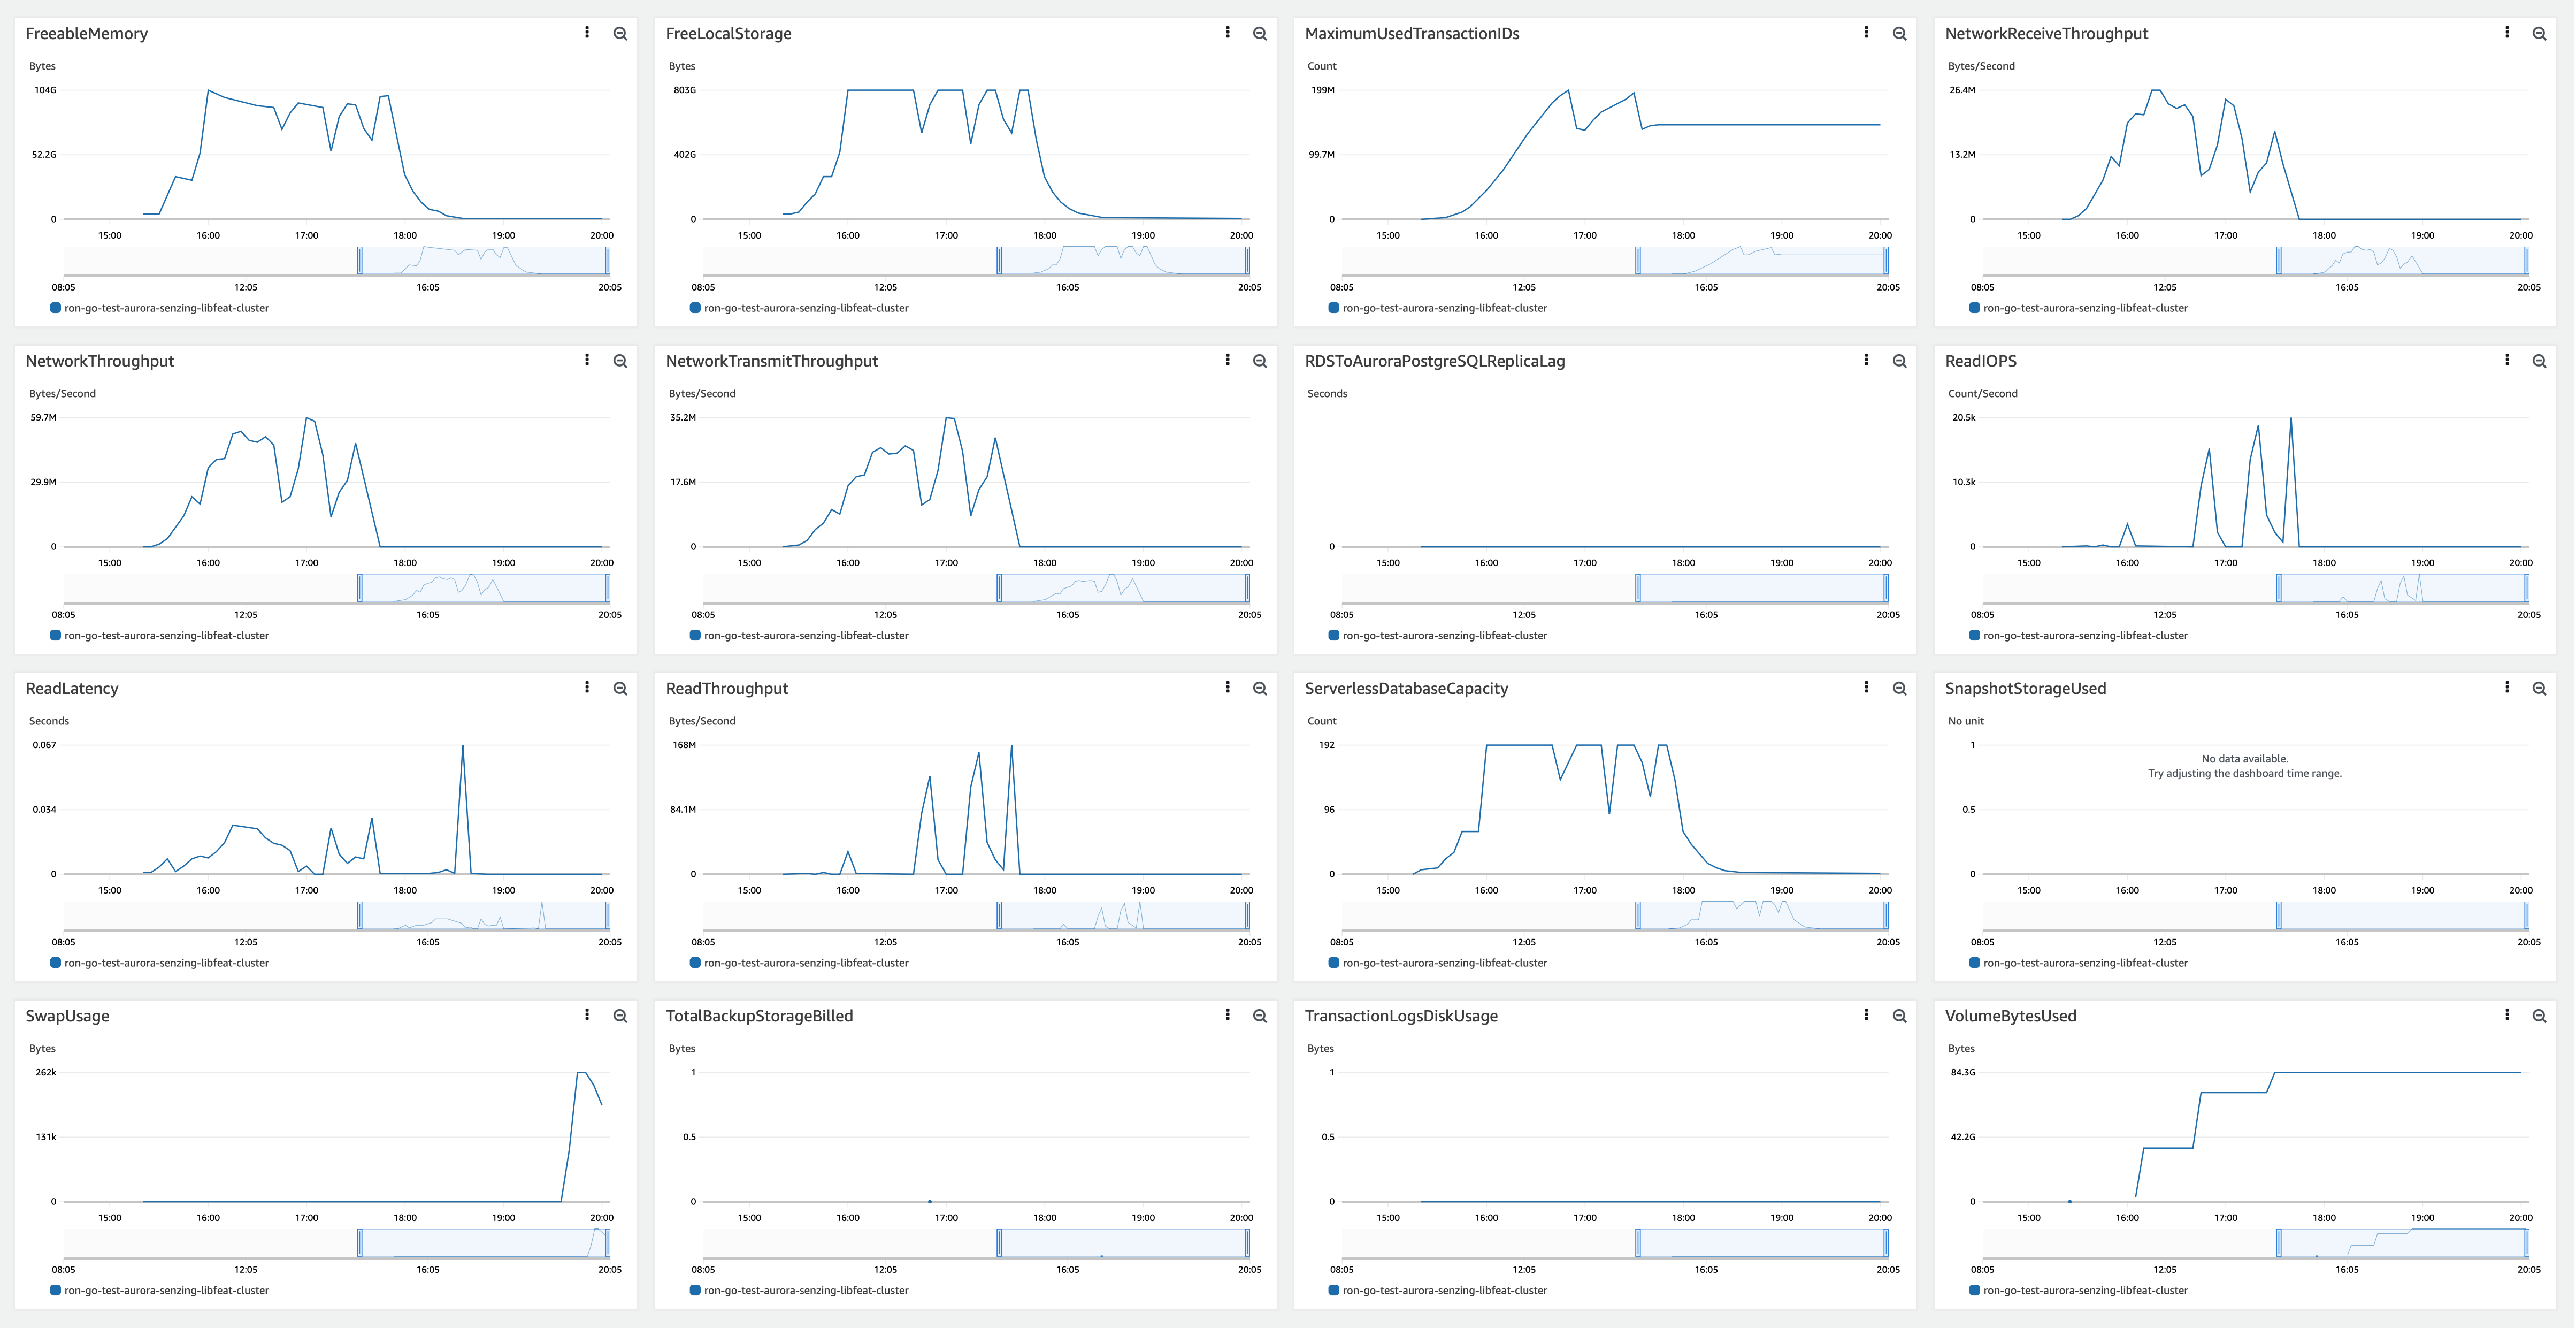 FreeableMemory
Bytes
104G
52.2G
0
15:00 16:00 17:00 18:00 19:00 20:00
08:05 12:05 16:05 20:05
ron-go-test-aurora-senzing-libfeat-cluster
FreeLocalStorage
Bytes
803G
402G
0
15:00 16:00 17:00 18:00 19:00 20:00
08:05 12:05 16:05 20:05
ron-go-test-aurora-senzing-libfeat-cluster
MaximumUsedTransactionIDs
Count
199M
99.7M
0
15:00 16:00 17:00 18:00 19:00 20:00
08:05 12:05 16:05 20:05
ron-go-test-aurora-senzing-libfeat-cluster
NetworkReceiveThroughput
Bytes/Second
26.4M
13.2M
0
15:00 16:00 17:00 18:00 19:00 20:00
08:05 12:05 16:05 20:05
ron-go-test-aurora-senzing-libfeat-cluster
NetworkThroughput
Bytes/Second
59.7M
29.9M
0
15:00 16:00 17:00 18:00 19:00 20:00
08:05 12:05 16:05 20:05
ron-go-test-aurora-senzing-libfeat-cluster
NetworkTransmitThroughput
Bytes/Second
35.2M
17.6M
0
15:00 16:00 17:00 18:00 19:00 20:00
08:05 12:05 16:05 20:05
ron-go-test-aurora-senzing-libfeat-cluster
RDSToAuroraPostgreSQLReplicaLag
Seconds
0
15:00 16:00 17:00 18:00 19:00 20:00
08:05 12:05 16:05 20:05
ron-go-test-aurora-senzing-libfeat-cluster
ReadIOPS
Count/Second
20.5k
10.3k
0
15:00 16:00 17:00 18:00 19:00 20:00
08:05 12:05 16:05 20:05
ron-go-test-aurora-senzing-libfeat-cluster
ReadLatency
Seconds
0.067
0.034
0
15:00 16:00 17:00 18:00 19:00 20:00
08:05 12:05 16:05 20:05
ron-go-test-aurora-senzing-libfeat-cluster
ReadThroughput
Bytes/Second
168M
84.1M
0
15:00 16:00 17:00 18:00 19:00 20:00
08:05 12:05 16:05 20:05
ron-go-test-aurora-senzing-libfeat-cluster
ServerlessDatabaseCapacity
Count
192
96
0
15:00 16:00 17:00 18:00 19:00 20:00
08:05 12:05 16:05 20:05
ron-go-test-aurora-senzing-libfeat-cluster
SnapshotStorageUsed
No unit
1
No data available.
Try adjusting the dashboard time range.
0.5
0
15:00 16:00 17:00 18:00 19:00 20:00
08:05 12:05 16:05 20:05
ron-go-test-aurora-senzing-libfeat-cluster
SwapUsage
Bytes
262k
131k
0
15:00 16:00 17:00 18:00 19:00 20:00
08:05 12:05 16:05 20:05
ron-go-test-aurora-senzing-libfeat-cluster
TotalBackupStorageBilled
Bytes
1
0.5
0
15:00 16:00 17:00 18:00 19:00 20:00
08:05 12:05 16:05 20:05
ron-go-test-aurora-senzing-libfeat-cluster
TransactionLogsDiskUsage
Bytes
1
0.5
0
15:00 16:00 17:00 18:00 19:00 20:00
08:05 12:05 16:05 20:05
ron-go-test-aurora-senzing-libfeat-cluster
VolumeBytesUsed
Bytes
84.3G
42.2G
0
15:00 16:00 17:00 18:00 19:00 20:00
08:05 12:05 16:05 20:05
ron-go-test-aurora-senzing-libfeat-cluster